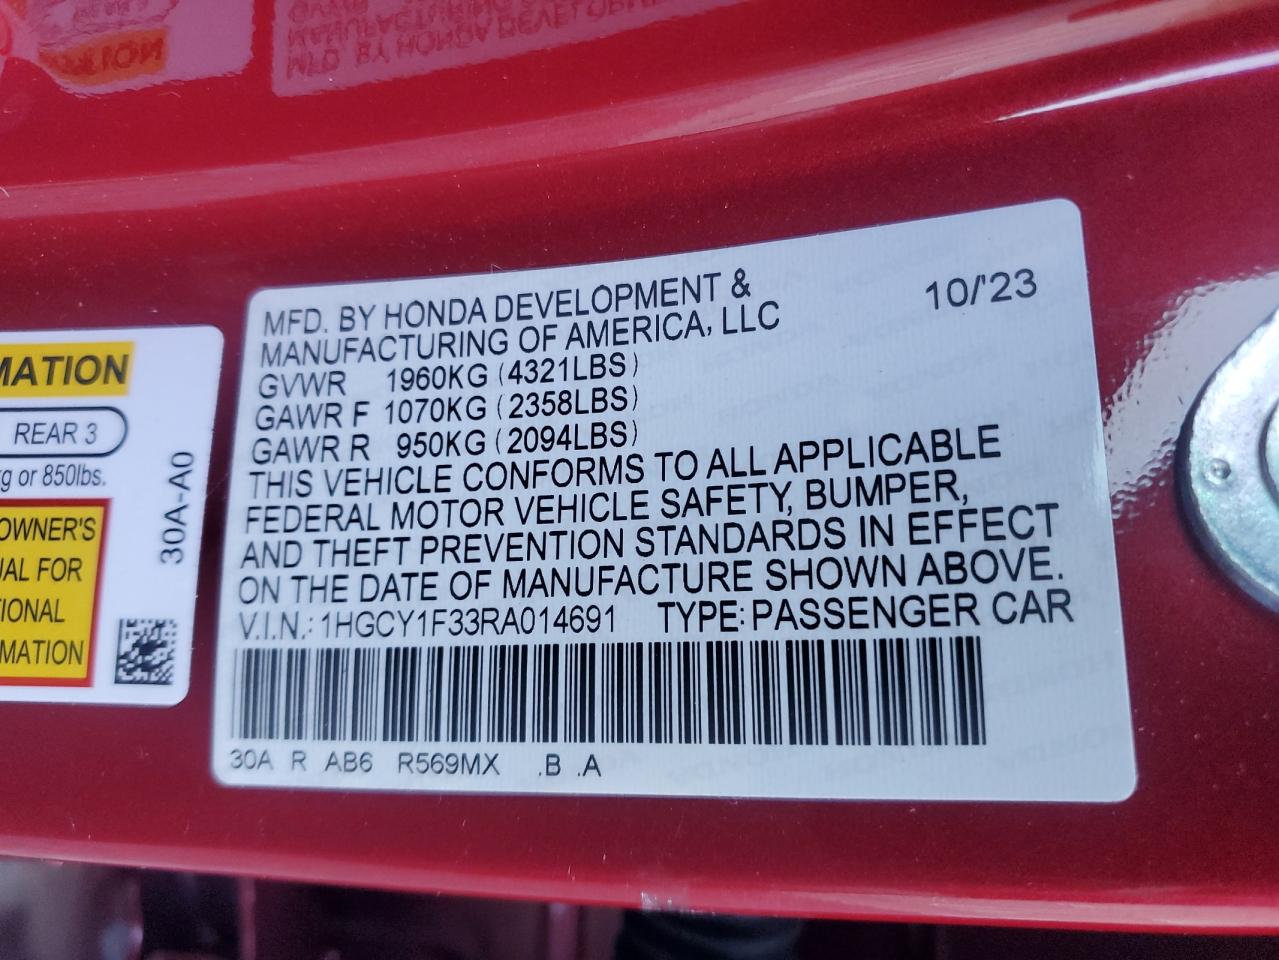 MFD. BY HONDA DEVELOPMENT &
MANUFACTURING OF AMERICA, LLC
10/'23
GVWR 1960KG (4321LBS)
GAWR F 1070KG (2358LBS)
GAWR R 950KG (2094LBS)
THIS VEHICLE CONFORMS TO ALL APPLICABLE
FEDERAL MOTOR VEHICLE SAFETY, BUMPER,
AND THEFT PREVENTION STANDARDS IN EFFECT
ON THE DATE OF MANUFACTURE SHOWN ABOVE.
V.I.N.: 1HGCY1F33RA014691 TYPE: PASSENGER CAR
30A R AB6 R569MX .B .A
MATION
REAR 3
kg or 850lbs.
OWNER'S
UAL FOR
TIONAL
MATION
30A-A0